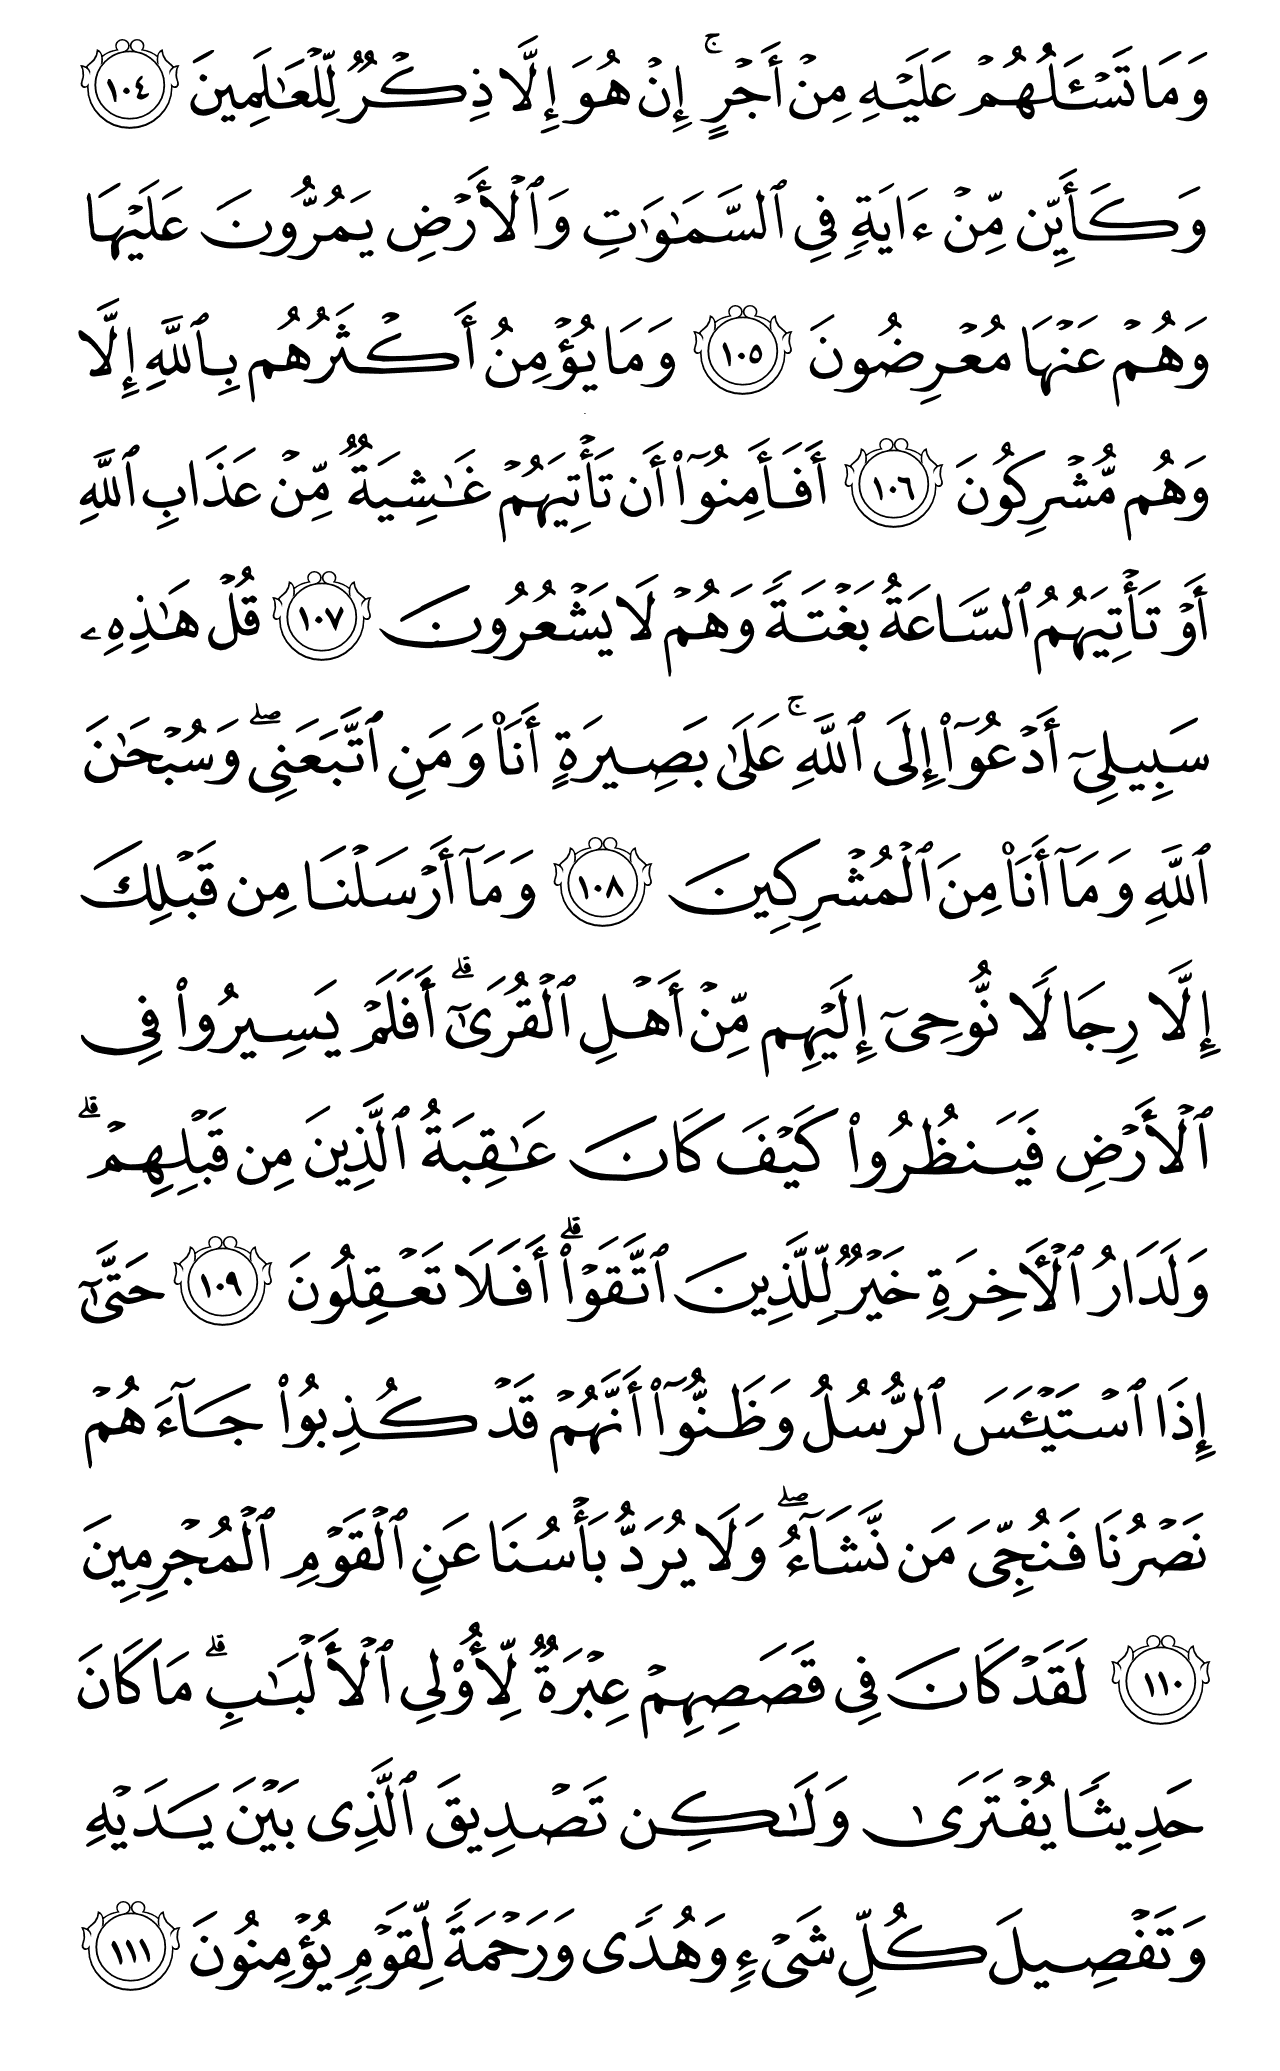 وَمَا تَسْـَٔلُهُمْ عَلَيْهِ مِنْ أَجْرٍ ۚ إِنْ هُوَ إِلَّا ذِكْرٌ لِّلْعَـٰلَمِينَ ١٠٤
وَكَأَيِّن مِّنْ ءَايَةٍ فِى ٱلسَّمَـٰوَٰتِ وَٱلْأَرْضِ يَمُرُّونَ عَلَيْهَا
وَهُمْ عَنْهَا مُعْرِضُونَ ١٠٥ وَمَا يُؤْمِنُ أَكْثَرُهُم بِٱللَّهِ إِلَّا
وَهُم مُّشْرِكُونَ ١٠٦ أَفَأَمِنُوٓا۟ أَن تَأْتِيَهُمْ غَـٰشِيَةٌ مِّنْ عَذَابِ ٱللَّهِ
أَوْ تَأْتِيَهُمُ ٱلسَّاعَةُ بَغْتَةً وَهُمْ لَا يَشْعُرُونَ ١٠٧ قُلْ هَـٰذِهِۦ
سَبِيلِىٓ أَدْعُوٓا۟ إِلَى ٱللَّهِ عَلَىٰ بَصِيرَةٍ أَنَا۠ وَمَنِ ٱتَّبَعَنِى ۖ وَسُبْحَـٰنَ
ٱللَّهِ وَمَآ أَنَا۠ مِنَ ٱلْمُشْرِكِينَ ١٠٨ وَمَآ أَرْسَلْنَا مِن قَبْلِكَ
إِلَّا رِجَالًا نُّوحِىٓ إِلَيْهِم مِّنْ أَهْلِ ٱلْقُرَىٰٓ ۗ أَفَلَمْ يَسِيرُوا۟ فِى
ٱلْأَرْضِ فَيَنظُرُوا۟ كَيْفَ كَانَ عَـٰقِبَةُ ٱلَّذِينَ مِن قَبْلِهِمْ ۗ
وَلَدَارُ ٱلْـَٔاخِرَةِ خَيْرٌ لِّلَّذِينَ ٱتَّقَوْا۟ ۗ أَفَلَا تَعْقِلُونَ ١٠٩ حَتَّىٰٓ
إِذَا ٱسْتَيْـَٔسَ ٱلرُّسُلُ وَظَنُّوٓا۟ أَنَّهُمْ قَدْ كُذِبُوا۟ جَآءَهُمْ
نَصْرُنَا فَنُجِّىَ مَن نَّشَآءُ ۖ وَلَا يُرَدُّ بَأْسُنَا عَنِ ٱلْقَوْمِ ٱلْمُجْرِمِينَ
١١٠ لَقَدْ كَانَ فِى قَصَصِهِمْ عِبْرَةٌ لِّأُو۟لِى ٱلْأَلْبَـٰبِ ۗ مَا كَانَ
حَدِيثًا يُفْتَرَىٰ وَلَـٰكِن تَصْدِيقَ ٱلَّذِى بَيْنَ يَدَيْهِ
وَتَفْصِيلَ كُلِّ شَىْءٍ وَهُدًى وَرَحْمَةً لِّقَوْمٍ يُؤْمِنُونَ ١١١